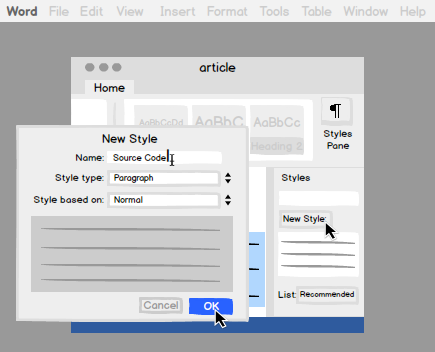 Word File Edit View Insert Format Tools Table Window Help
article
Home
AaBbCcDd AaBbC AaBbCc
Heading 2
Styles
Pane
New Style
Name: Source Code
Style type: Paragraph
Style based on: Normal
Cancel OK
Styles
New Style
List: Recommended